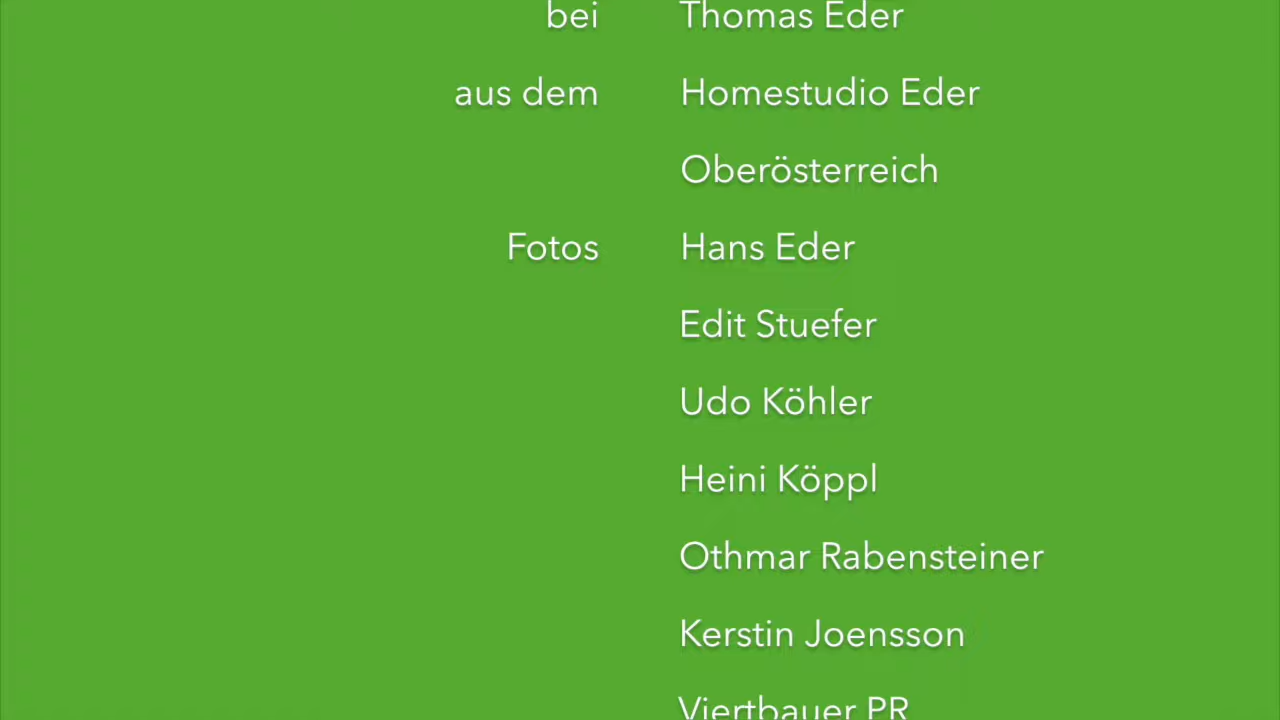 bei Thomas Eder
aus dem Homestudio Eder
Oberösterreich
Fotos Hans Eder
Edit Stuefer
Udo Köhler
Heini Köppl
Othmar Rabensteiner
Kerstin Joensson
Viertbauer PR